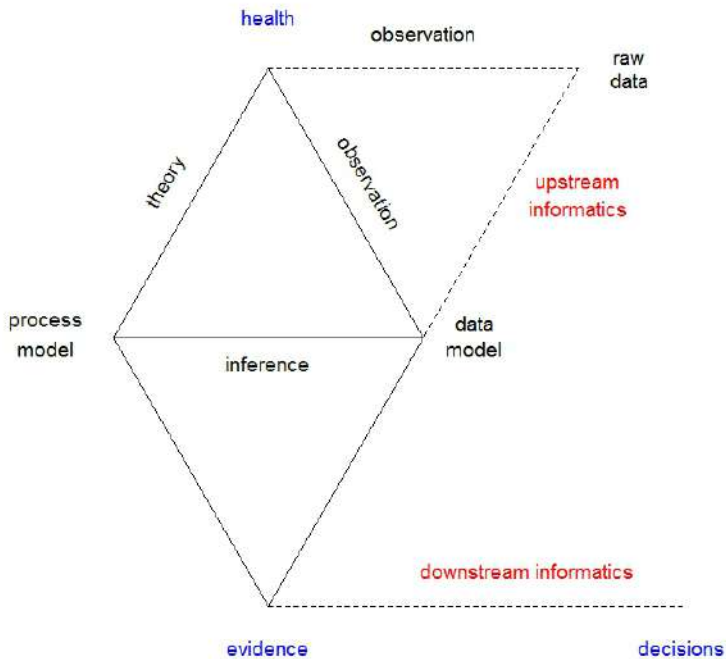 health
observation
raw
data
theory
observation
upstream
informatics
process
model
data
model
inference
downstream informatics
evidence
decisions